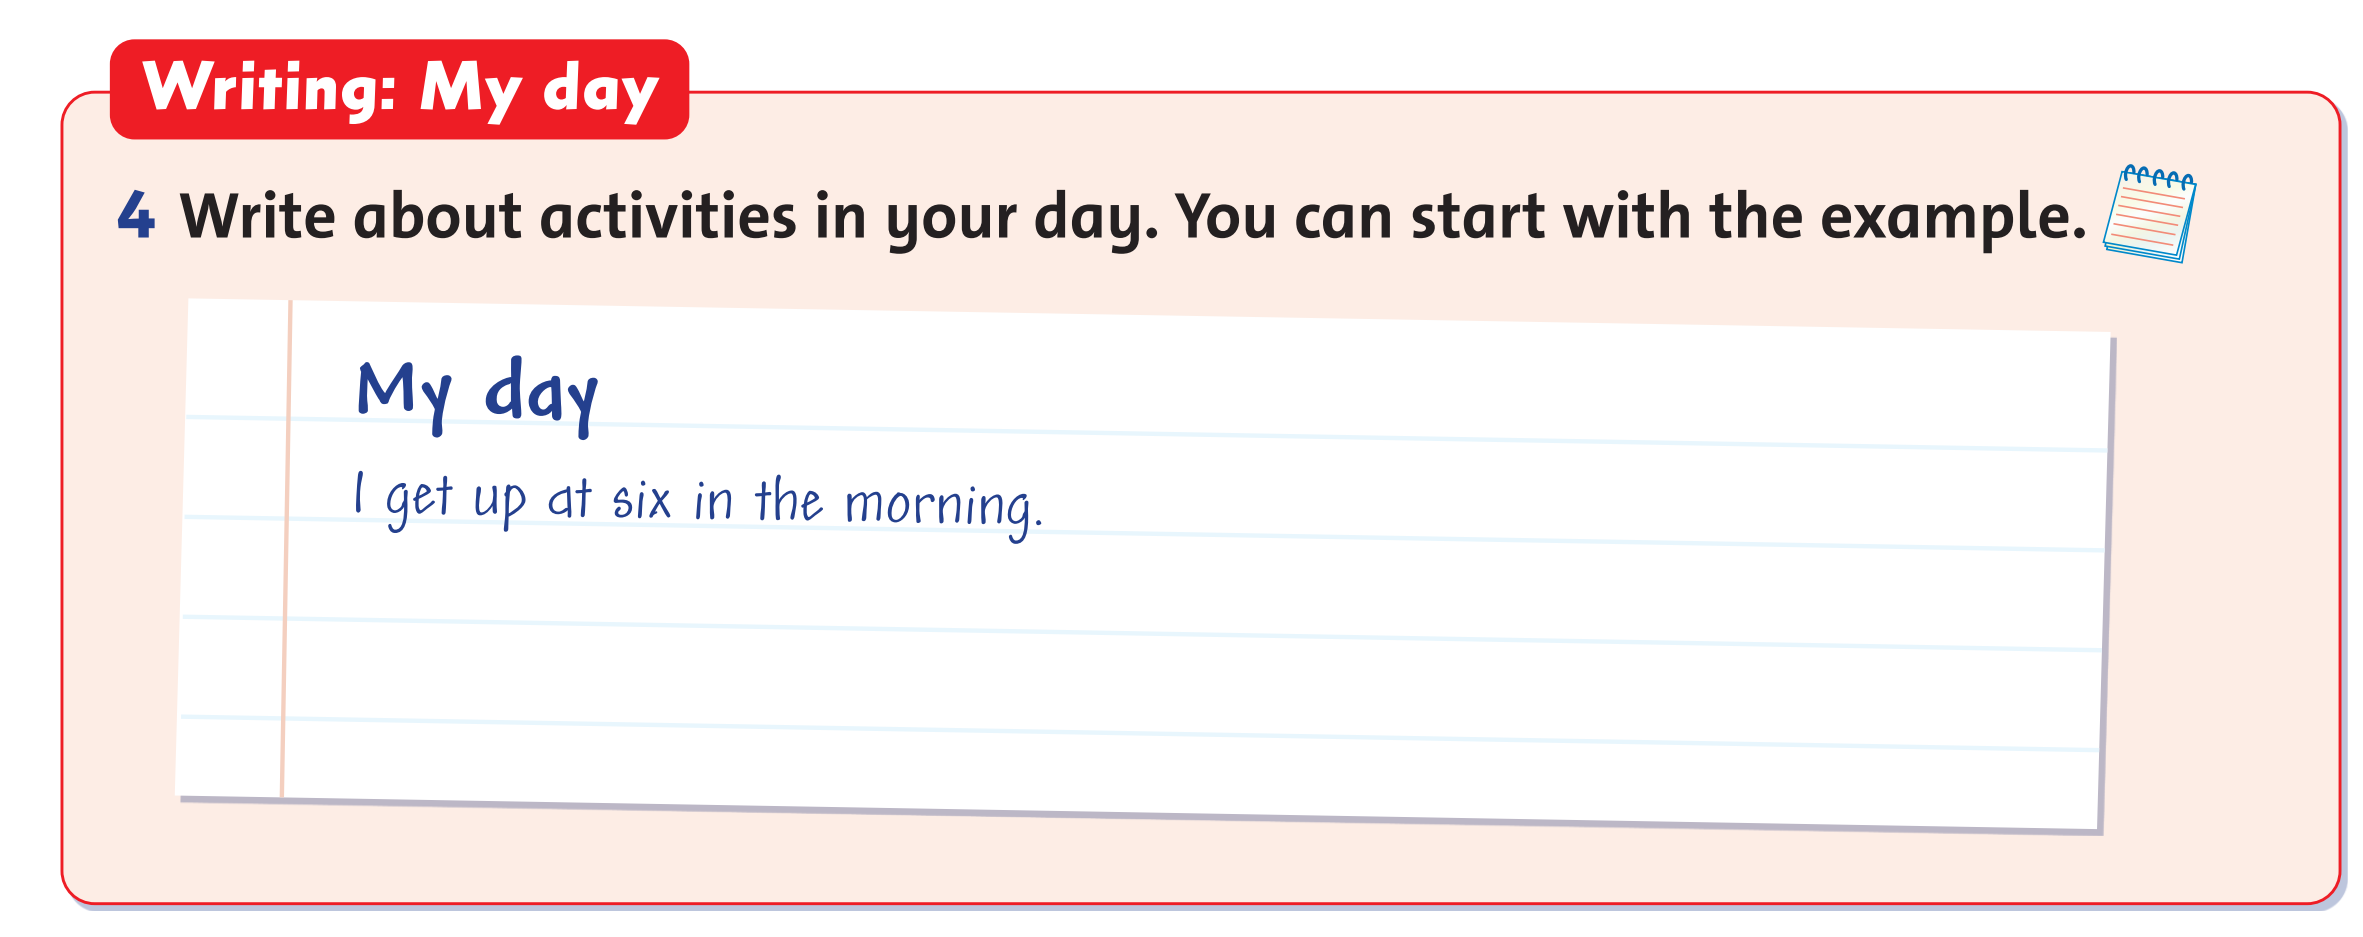 Writing: My day
4 Write about activities in your day. You can start with the example.
My day
I get up at six in the morning.